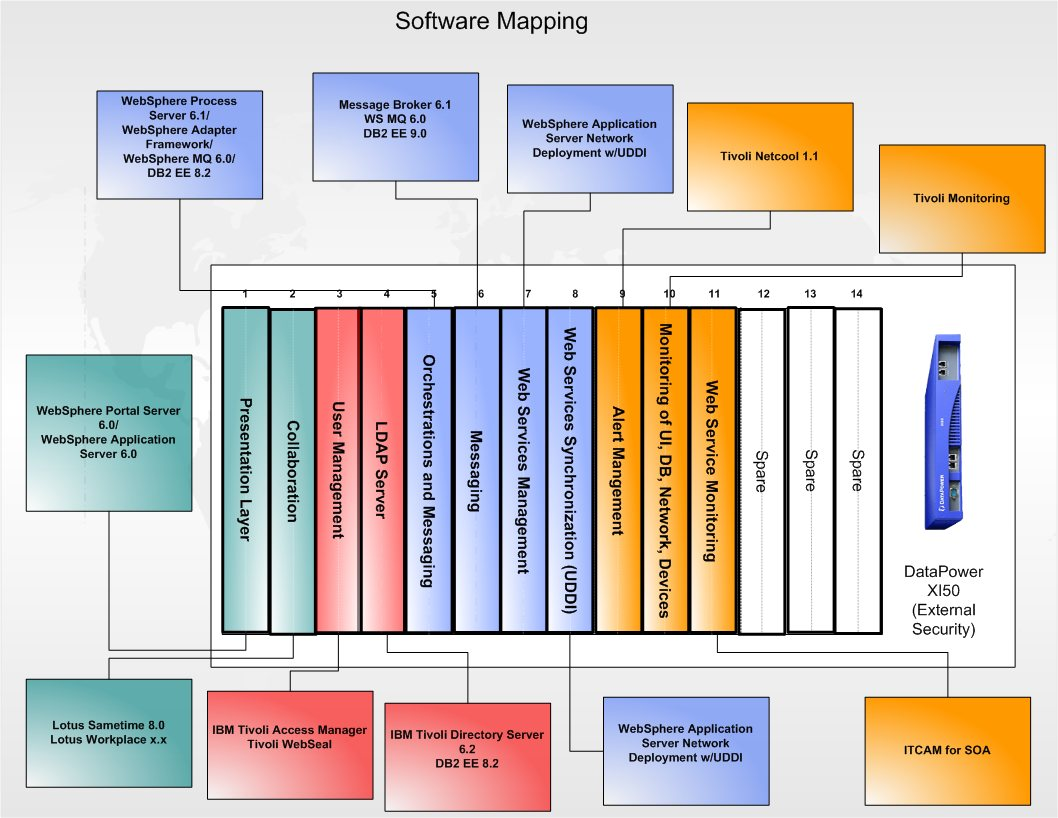 Software Mapping
WebSphere Process
Server 6.1/
WebSphere Adapter
Framework/
WebSphere MQ 6.0/
DB2 EE 8.2
Message Broker 6.1
WS MQ 6.0
DB2 EE 9.0
WebSphere Application
Server Network
Deployment w/UDDI
Tivoli Netcool 1.1
Tivoli Monitoring
1 2 3 4 5 6 7 8 9 10 11 12 13 14
WebSphere Portal Server
6.0/
WebSphere Application
Server 6.0
Presentation Layer
Collaboration
User Management
LDAP Server
Orchestrations and Messaging
Messaging
Web Services Management
Web Services Synchronization (UDDI)
Alert Mangement
Monitoring of UI, DB, Network, Devices
Web Service Monitoring
Spare
Spare
Spare
DATAPOWER
DataPower
XI50
(External
Security)
Lotus Sametime 8.0
Lotus Workplace x.x
IBM Tivoli Access Manager
Tivoli WebSeal
IBM Tivoli Directory Server
6.2
DB2 EE 8.2
WebSphere Application
Server Network
Deployment w/UDDI
ITCAM for SOA